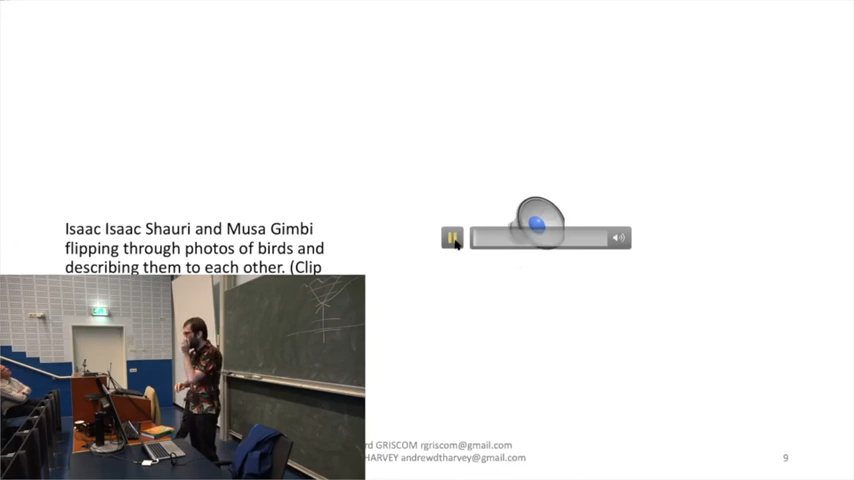 Isaac Isaac Shauri and Musa Gimbi
flipping through photos of birds and
describing them to each other. (Clip
rd GRISCOM rgriscom@gmail.com
HARVEY andrewdtharvey@gmail.com
9